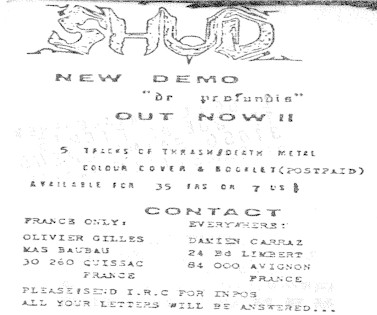 SHUD
NEW DEMO
"de profundis"
OUT NOW !!
5 TRACKS OF THRASH/DEATH METAL
COLOUR COVER & BOOKLET (POSTPAID)
AVAILABLE FOR 35 FRS OR 7 US $
CONTACT
FRANCE ONLY:
OLIVIER GILLES
MAS BAUBAU
30 260 QUISSAC
FRANCE
EVERYWHERE:
DAMIEN CARRAZ
24 Bd LIMBERT
84 000 AVIGNON
FRANCE
PLEASE!SEND I.R.C FOR INFOS
ALL YOUR LETTERS WILL BE ANSWERED...